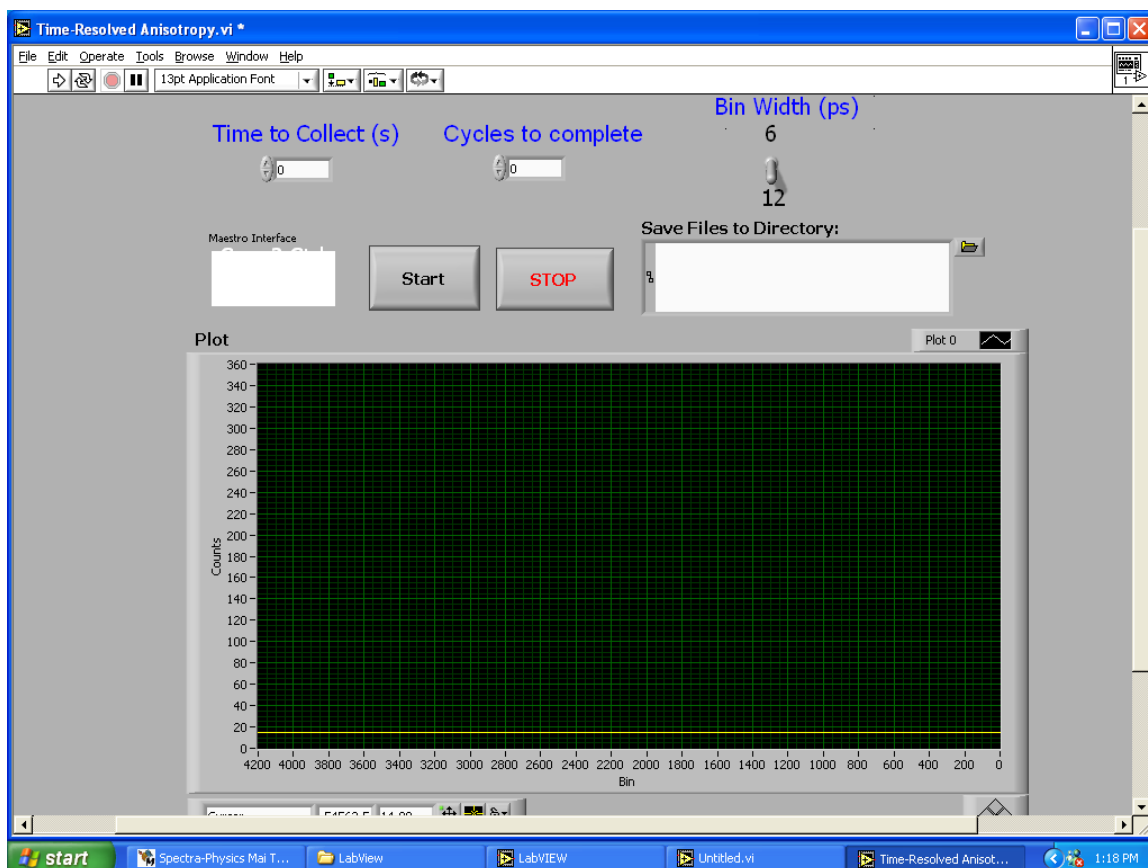 Time-Resolved Anisotropy.vi *
File Edit Operate Tools Browse Window Help
13pt Application Font
1
Bin Width (ps)
Time to Collect (s) Cycles to complete
6
0 0
12
Maestro Interface
Save Files to Directory:
Start STOP
Plot
Plot 0
360
340
320
300
280
260
240
220
200
180
160
140
120
100
80
60
40
20
0
Counts
4200 4000 3800 3600 3400 3200 3000 2800 2600 2400 2200 2000 1800 1600 1400 1200 1000 800 600 400 200 0
Bin
Cursor
start Spectra-Physics Mai T... LabView LabVIEW Untitled.vi Time-Resolved Anisot... 1:18 PM